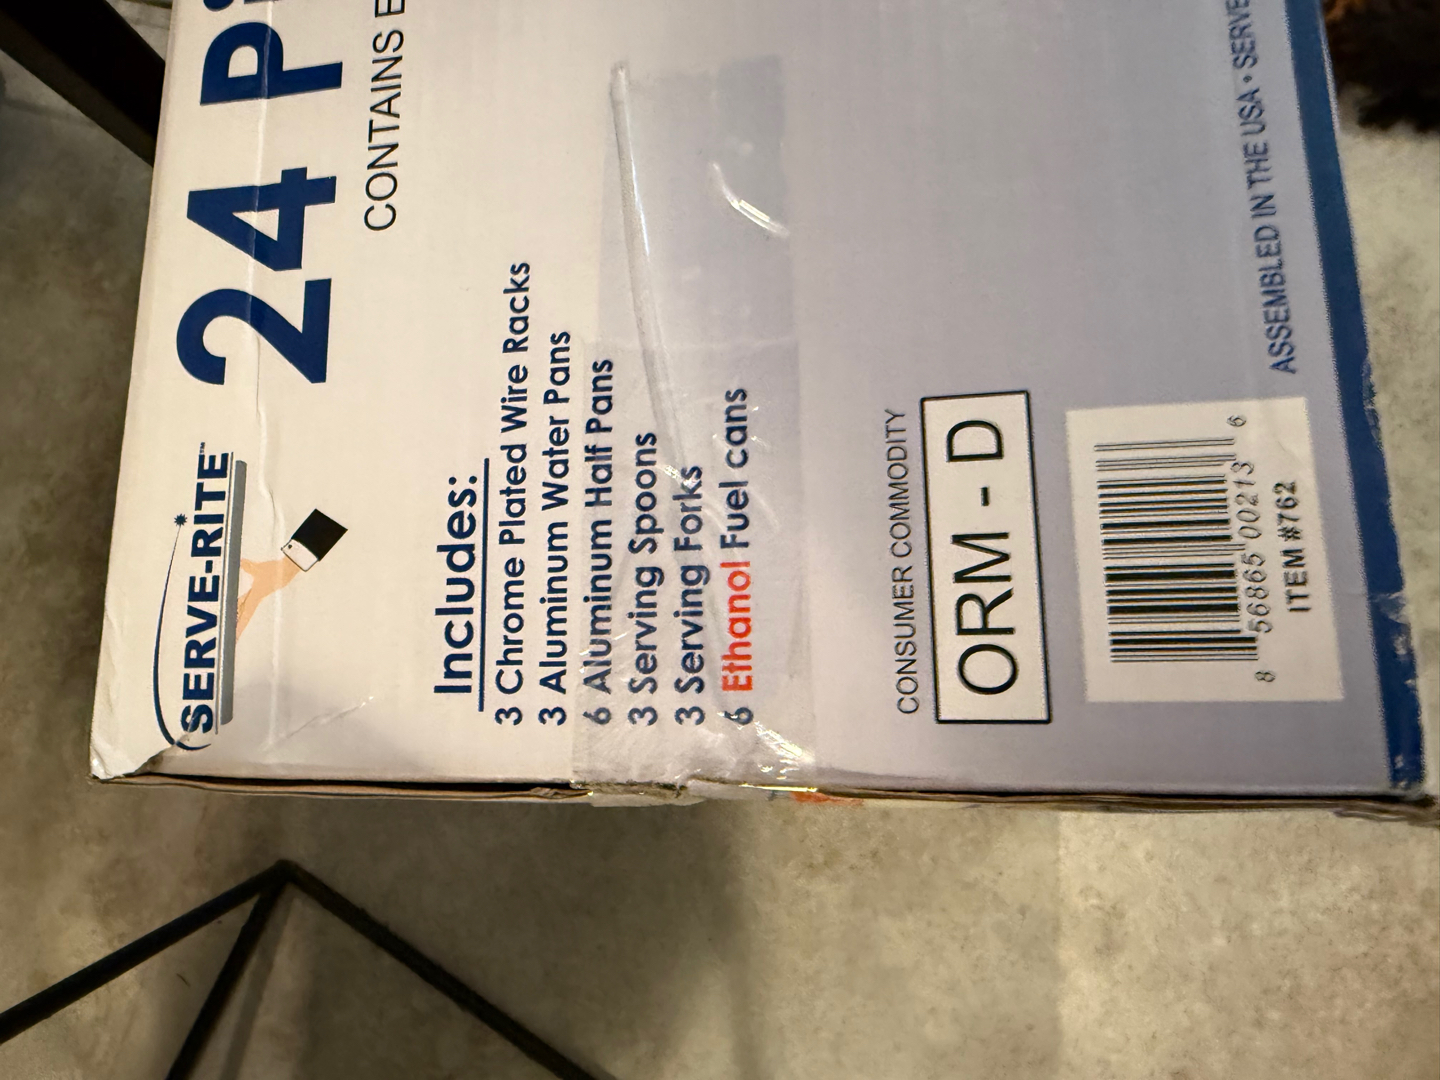 SERVE-RITE™
24
CONTAINS
Includes:
3 Chrome Plated Wire Racks
3 Aluminum Water Pans
6 Aluminum Half Pans
3 Serving Spoons
3 Serving Forks
6 Ethanol Fuel cans
CONSUMER COMMODITY
ORM - D
8 56865 00213 6
ITEM #762
ASSEMBLED IN THE USA • SERVE